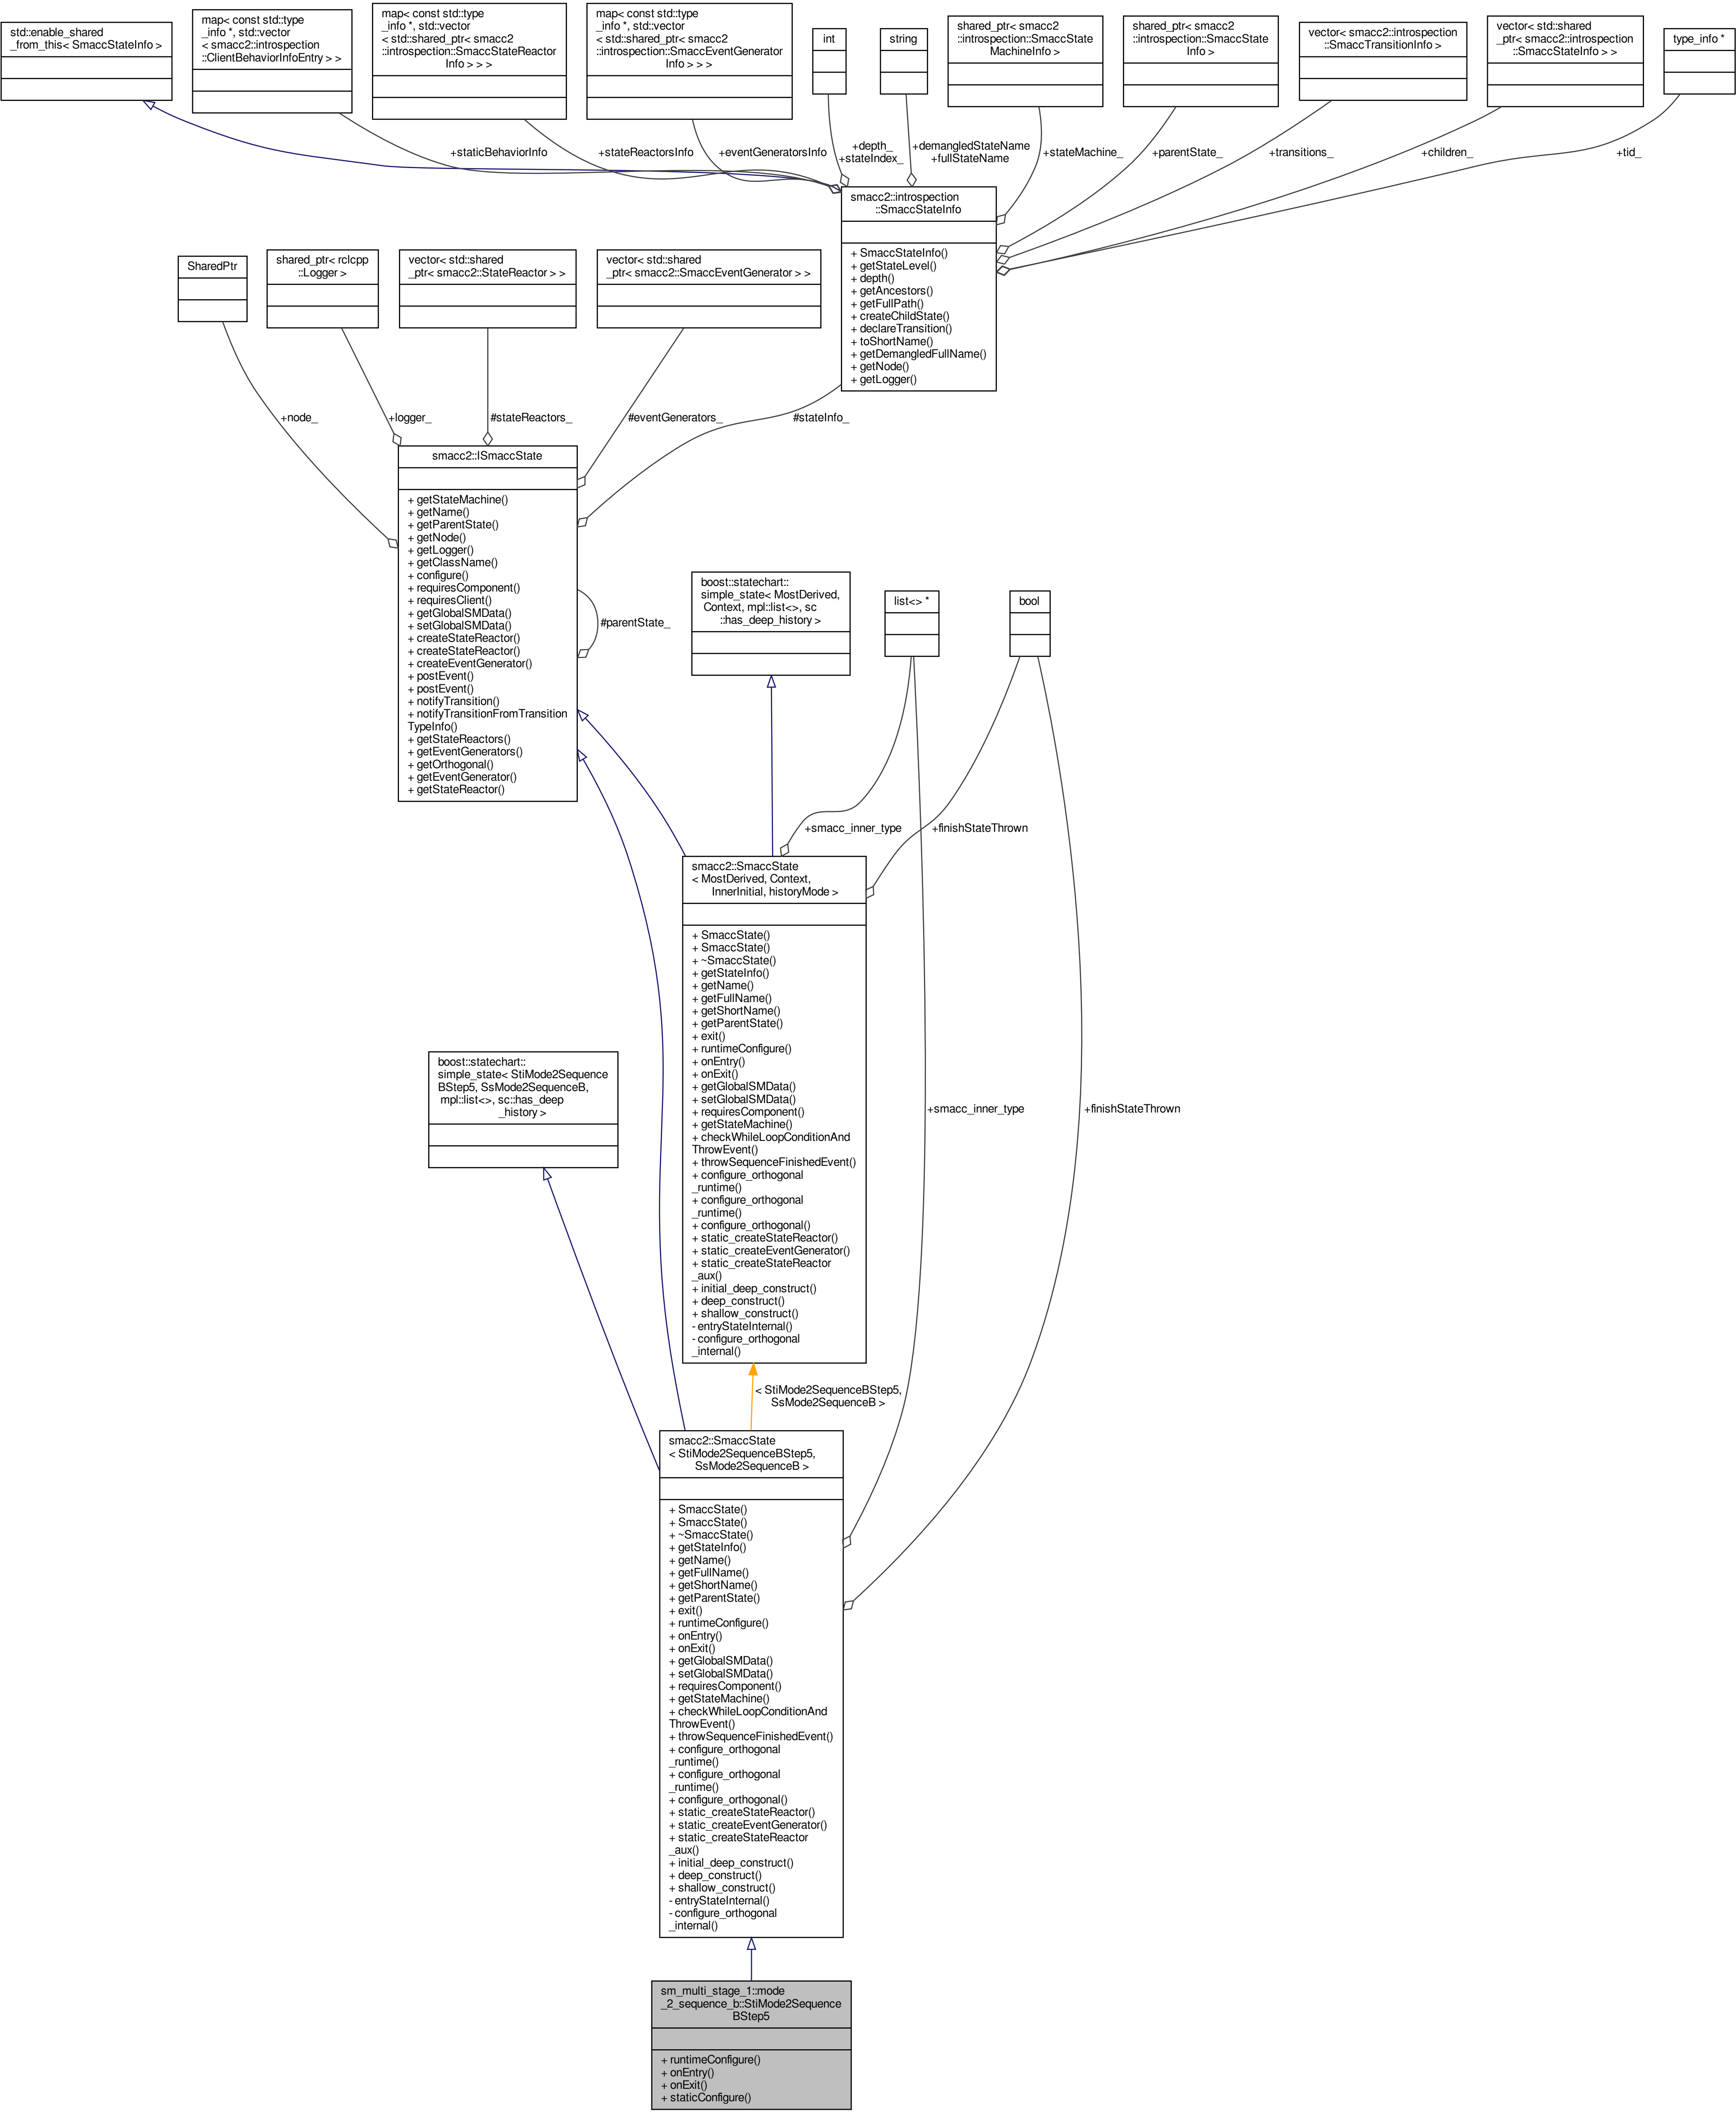 std::enable_shared
_from_this< SmaccStateInfo >
map< const std::type
_info *, std::vector
< smacc2::introspection
::ClientBehaviorInfoEntry > >
map< const std::type
_info *, std::vector
< std::shared_ptr< smacc2
::introspection::SmaccStateReactor
Info > > >
map< const std::type
_info *, std::vector
< std::shared_ptr< smacc2
::introspection::SmaccEventGenerator
Info > > >
int
string
shared_ptr< smacc2
::introspection::SmaccState
MachineInfo >
shared_ptr< smacc2
::introspection::SmaccState
Info >
vector< smacc2::introspection
::SmaccTransitionInfo >
vector< std::shared
_ptr< smacc2::introspection
::SmaccStateInfo > >
type_info *
+staticBehaviorInfo
+stateReactorsInfo
+eventGeneratorsInfo
+depth_
+stateIndex_
+demangledStateName
+fullStateName
+stateMachine_
+parentState_
+transitions_
+children_
+tid_
smacc2::introspection
::SmaccStateInfo
+ SmaccStateInfo()
+ getStateLevel()
+ depth()
+ getAncestors()
+ getFullPath()
+ createChildState()
+ declareTransition()
+ toShortName()
+ getDemangledFullName()
+ getNode()
+ getLogger()
SharedPtr
shared_ptr< rclcpp
::Logger >
vector< std::shared
_ptr< smacc2::StateReactor > >
vector< std::shared
_ptr< smacc2::SmaccEventGenerator > >
+node_
+logger_
#stateReactors_
#eventGenerators_
#stateInfo_
smacc2::ISmaccState
+ getStateMachine()
+ getName()
+ getParentState()
+ getNode()
+ getLogger()
+ getClassName()
+ configure()
+ requiresComponent()
+ requiresClient()
+ getGlobalSMData()
+ setGlobalSMData()
+ createStateReactor()
+ createStateReactor()
+ createEventGenerator()
+ postEvent()
+ postEvent()
+ notifyTransition()
+ notifyTransitionFromTransition
TypeInfo()
+ getStateReactors()
+ getEventGenerators()
+ getOrthogonal()
+ getEventGenerator()
+ getStateReactor()
#parentState_
boost::statechart::
simple_state< MostDerived,
Context, mpl::list<>, sc
::has_deep_history >
list<> *
bool
+smacc_inner_type
+finishStateThrown
smacc2::SmaccState
< MostDerived, Context,
InnerInitial, historyMode >
+ SmaccState()
+ SmaccState()
+ ~SmaccState()
+ getStateInfo()
+ getName()
+ getFullName()
+ getShortName()
+ getParentState()
+ exit()
+ runtimeConfigure()
+ onEntry()
+ onExit()
+ getGlobalSMData()
+ setGlobalSMData()
+ requiresComponent()
+ getStateMachine()
+ checkWhileLoopConditionAnd
ThrowEvent()
+ throwSequenceFinishedEvent()
+ configure_orthogonal
_runtime()
+ configure_orthogonal
_runtime()
+ configure_orthogonal()
+ static_createStateReactor()
+ static_createEventGenerator()
+ static_createStateReactor
_aux()
+ initial_deep_construct()
+ deep_construct()
+ shallow_construct()
- entryStateInternal()
- configure_orthogonal
_internal()
boost::statechart::
simple_state< StiMode2Sequence
BStep5, SsMode2SequenceB,
mpl::list<>, sc::has_deep
_history >
+smacc_inner_type
+finishStateThrown
< StiMode2SequenceBStep5,
SsMode2SequenceB >
smacc2::SmaccState
< StiMode2SequenceBStep5,
SsMode2SequenceB >
+ SmaccState()
+ SmaccState()
+ ~SmaccState()
+ getStateInfo()
+ getName()
+ getFullName()
+ getShortName()
+ getParentState()
+ exit()
+ runtimeConfigure()
+ onEntry()
+ onExit()
+ getGlobalSMData()
+ setGlobalSMData()
+ requiresComponent()
+ getStateMachine()
+ checkWhileLoopConditionAnd
ThrowEvent()
+ throwSequenceFinishedEvent()
+ configure_orthogonal
_runtime()
+ configure_orthogonal
_runtime()
+ configure_orthogonal()
+ static_createStateReactor()
+ static_createEventGenerator()
+ static_createStateReactor
_aux()
+ initial_deep_construct()
+ deep_construct()
+ shallow_construct()
- entryStateInternal()
- configure_orthogonal
_internal()
sm_multi_stage_1::mode
_2_sequence_b::StiMode2Sequence
BStep5
+ runtimeConfigure()
+ onEntry()
+ onExit()
+ staticConfigure()